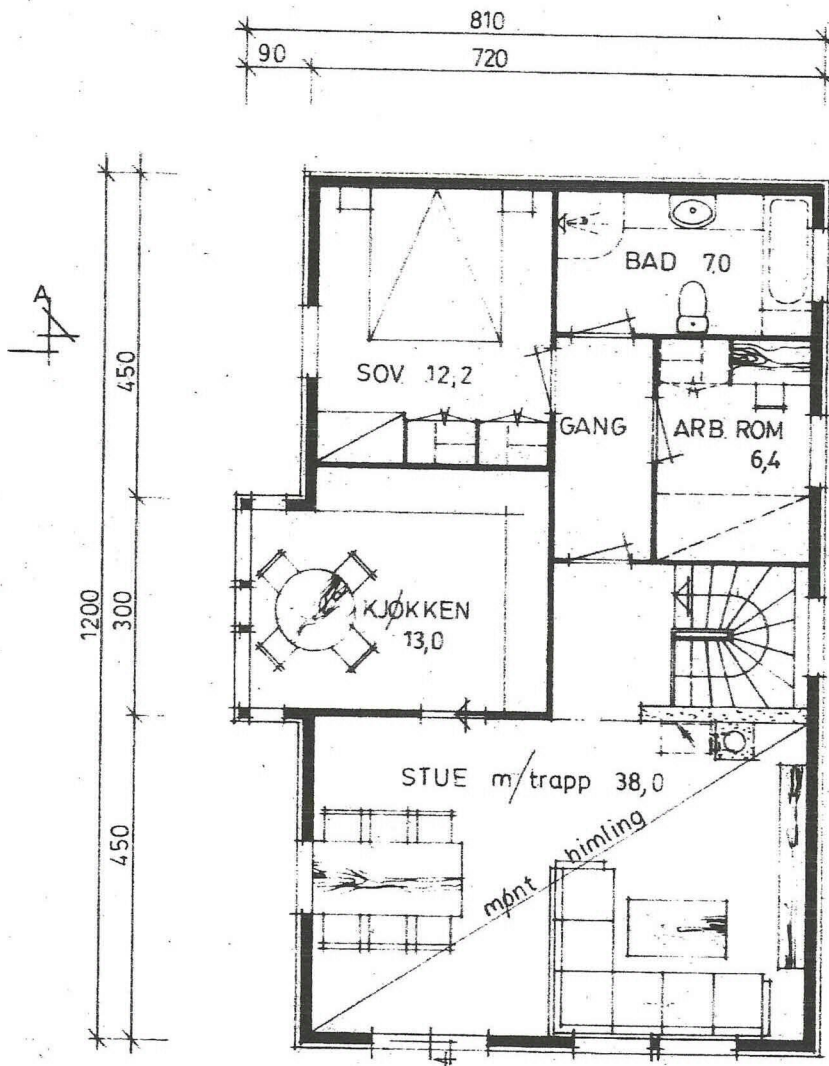 810
90 720
A
BAD 7,0
450
SOV. 12,2
GANG
ARB. ROM
6,4
1200
300
KJØKKEN
13,0
STUE m/trapp 38,0
mønt himling
450